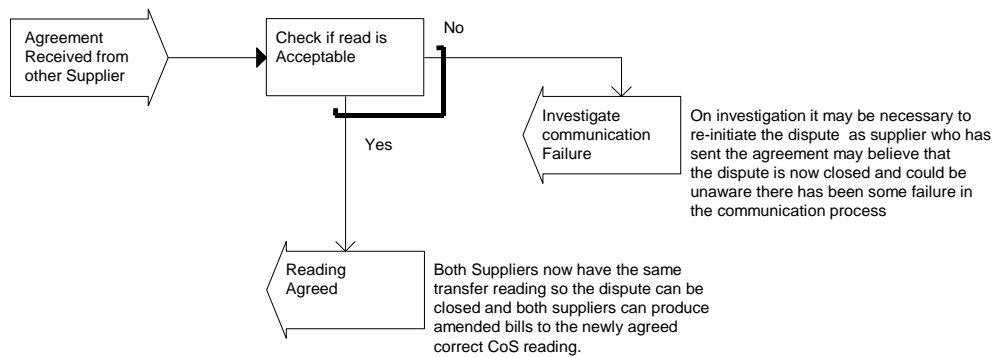 Agreement
Received from
other Supplier
Check if read is
Acceptable
No
Yes
Investigate
communication
Failure
On investigation it may be necessary to
re-initiate the dispute as supplier who has
sent the agreement may believe that
the dispute is now closed and could be
unaware there has been some failure in
the communication process
Reading
Agreed
Both Suppliers now have the same
transfer reading so the dispute can be
closed and both suppliers can produce
amended bills to the newly agreed
correct CoS reading.